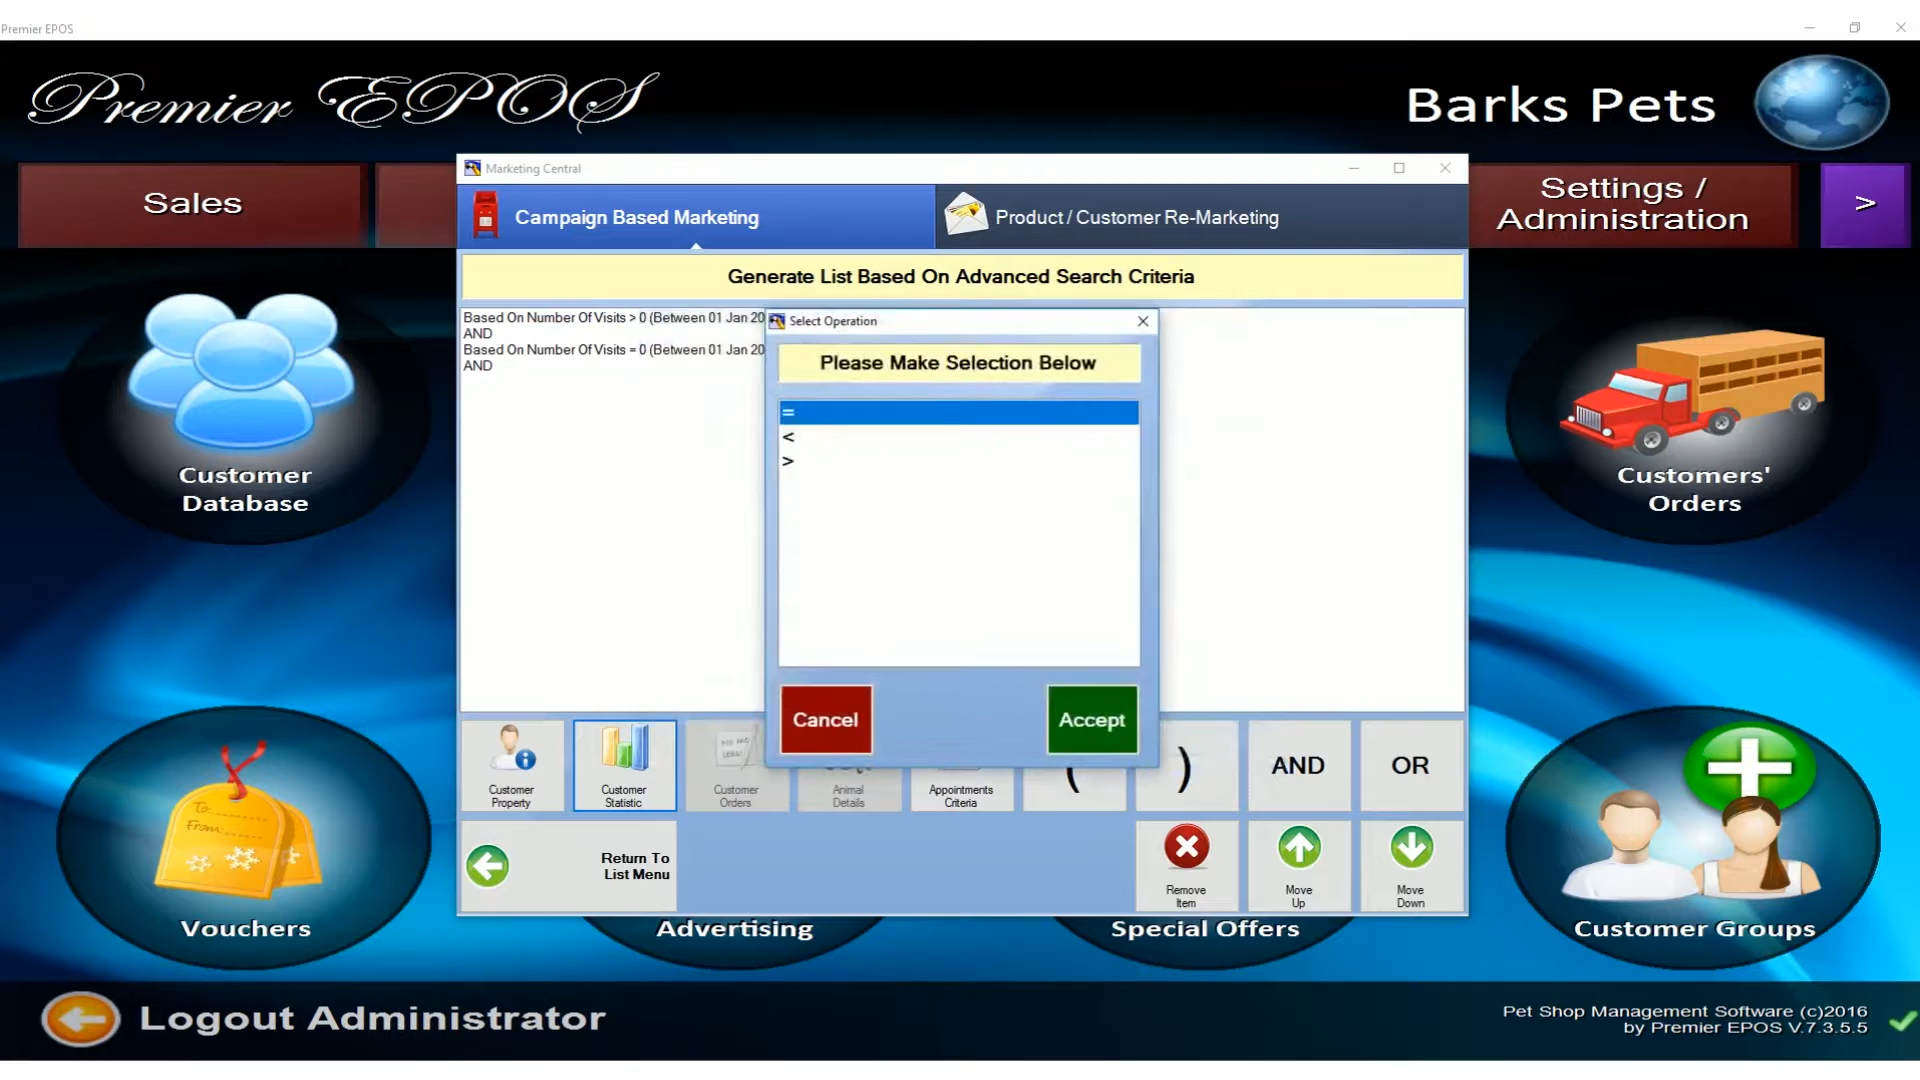 Premier EPOS
Premier EPOS
Barks Pets
Sales
Settings /
Administration
>
Marketing Central
Campaign Based Marketing
Product / Customer Re-Marketing
Generate List Based On Advanced Search Criteria
Based On Number Of Visits > 0 (Between 01 Jan 20
AND
Based On Number Of Visits = 0 (Between 01 Jan 20
AND
Select Operation
Please Make Selection Below
=
<
>
Cancel
Accept
Customer
Database
Customers'
Orders
Customer
Property
Customer
Statistic
Customer
Orders
Animal
Details
Appointments
Criteria
(
)
AND
OR
Return To
List Menu
Remove
Item
Move
Up
Move
Down
To
From
Vouchers
Advertising
Special Offers
Customer Groups
Logout Administrator
Pet Shop Management Software (c)2016
by Premier EPOS V.7.3.5.5